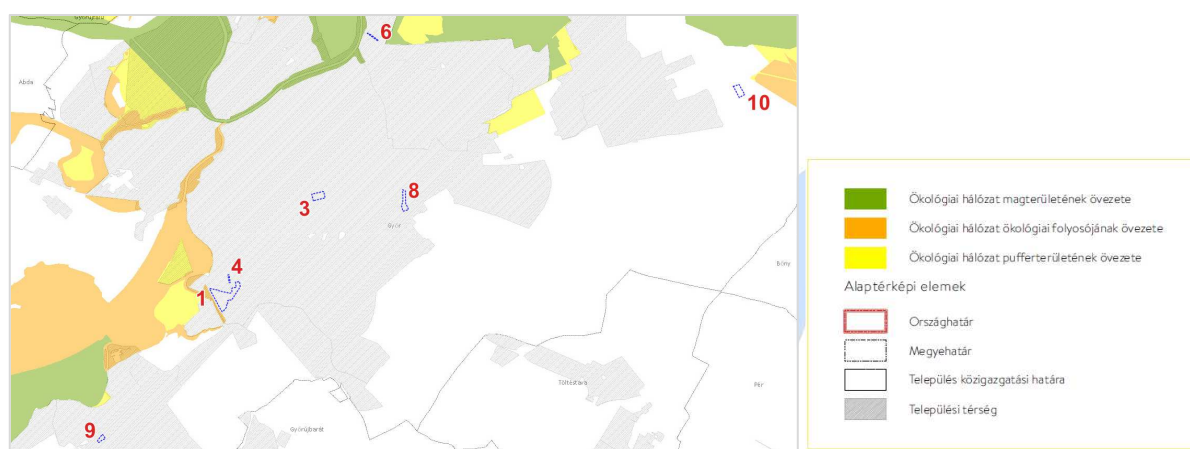 Győrújfalu
6
Abda
10
8
3
Győr
4
1
Bőny
Töltéstava
Pér
Győrújbarát
9
Ökológiai hálózat magterületének övezete
Ökológiai hálózat ökológiai folyosójának övezete
Ökológiai hálózat pufferterületének övezete
Alaptérképi elemek
Országhatár
Megyehatár
Település közigazgatási határa
Települési térség